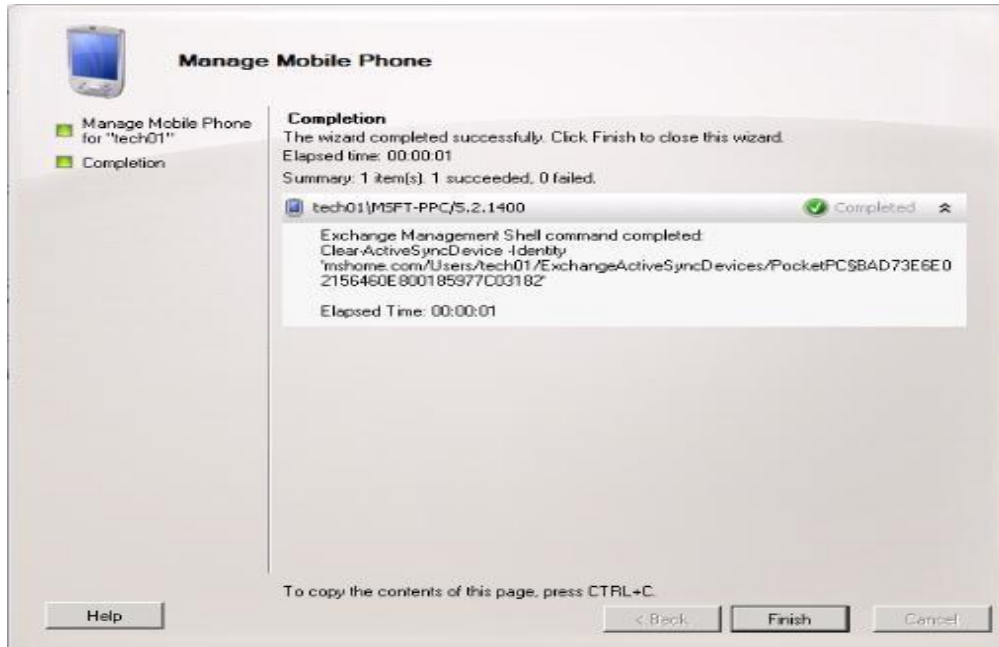 Manage Mobile Phone
Manage Mobile Phone
for "tech01"
Completion
Completion
The wizard completed successfully. Click Finish to close this wizard.
Elapsed time: 00:00:01
Summary: 1 item(s). 1 succeeded, 0 failed.
tech01\MSFT-PPC/5.2.1400
Completed
Exchange Management Shell command completed:
Clear-ActiveSyncDevice -Identity
'mshome.com/Users/tech01/ExchangeActiveSyncDevices/PocketPC§BAD73E6E0
2156460E800185977C03182'
Elapsed Time: 00:00:01
To copy the contents of this page, press CTRL+C.
Help
< Back
Finish
Cancel